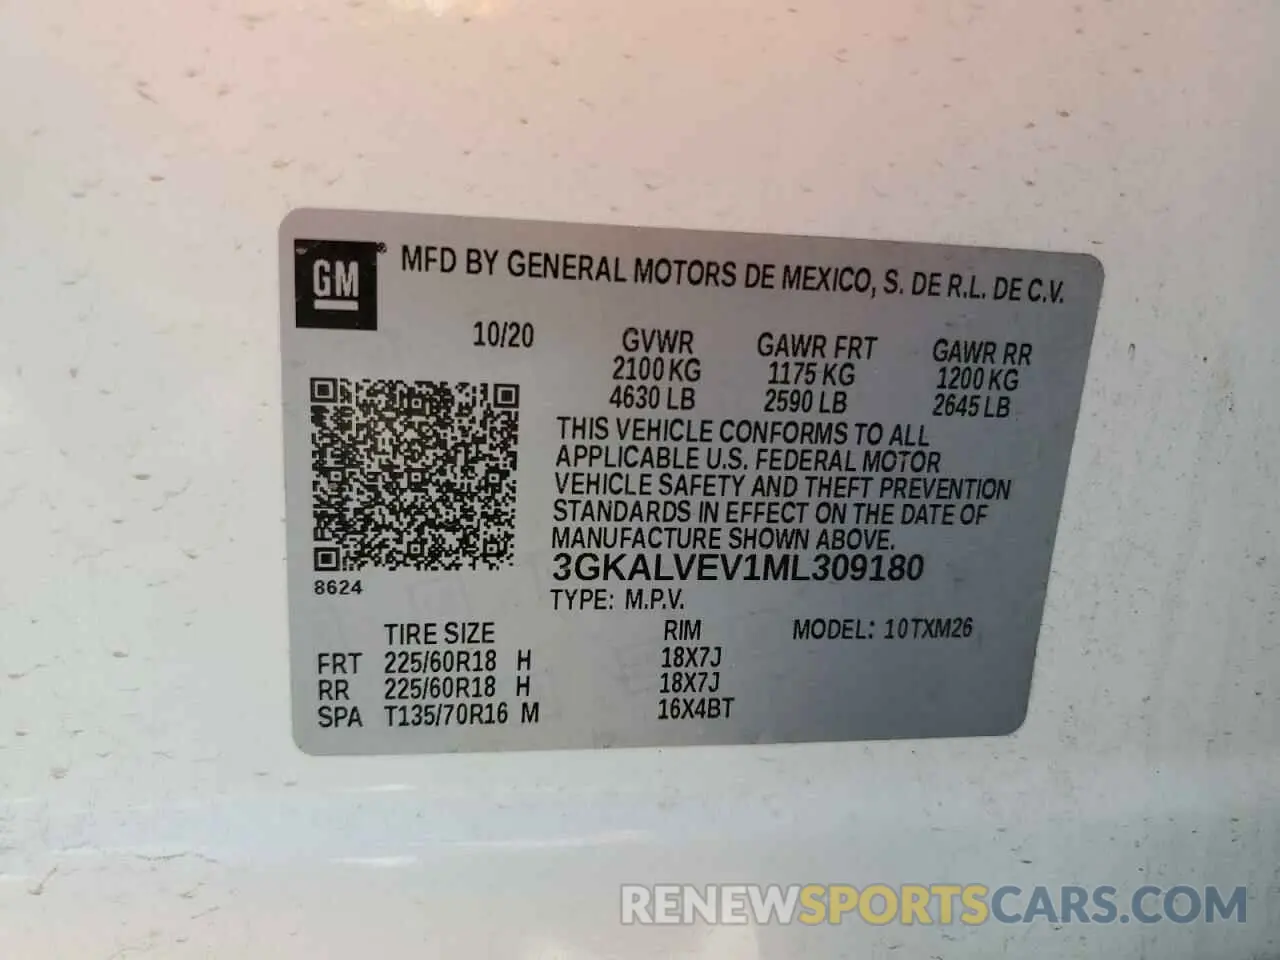 GM ® MFD BY GENERAL MOTORS DE MEXICO, S. DE R.L. DE C.V.
10/20 GVWR GAWR FRT GAWR RR
2100 KG 1175 KG 1200 KG
4630 LB 2590 LB 2645 LB
THIS VEHICLE CONFORMS TO ALL
APPLICABLE U.S. FEDERAL MOTOR
VEHICLE SAFETY AND THEFT PREVENTION
STANDARDS IN EFFECT ON THE DATE OF
MANUFACTURE SHOWN ABOVE.
3GKALVEV1ML309180
8624
TYPE: M.P.V.
TIRE SIZE RIM MODEL: 10TXM26
FRT 225/60R18 H 18X7J
RR 225/60R18 H 18X7J
SPA T135/70R16 M 16X4BT
RENEWSPORTSCARS.COM